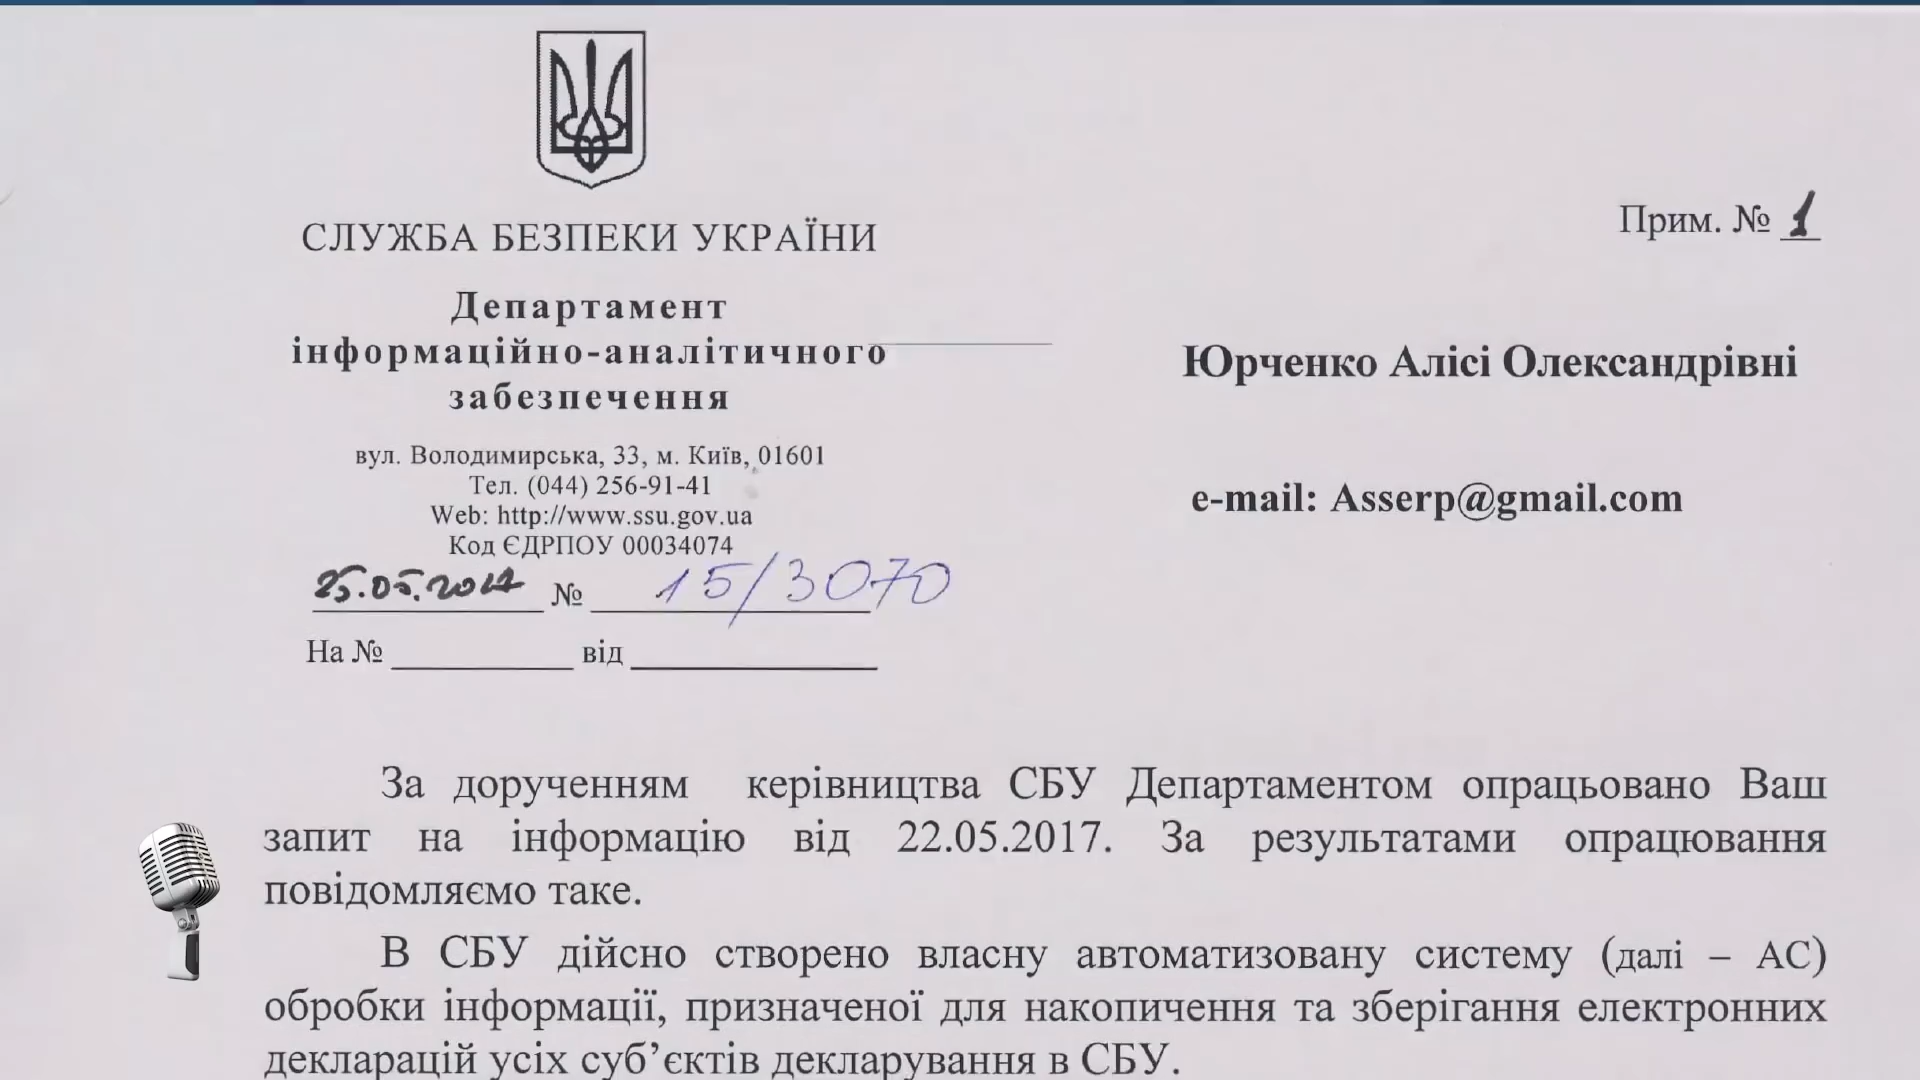 СЛУЖБА БЕЗПЕКИ УКРАЇНИ
Департамент
інформаційно-аналітичного
забезпечення
вул. Володимирська, 33, м. Київ, 01601
Тел. (044) 256-91-41
Web: http://www.ssu.gov.ua
Код ЄДРПОУ 00034074
25.05.2017 № 15/3070
На № від
Прим. № 1
Юрченко Алісі Олександрівні
e-mail: Asserp@gmail.com
За дорученням керівництва СБУ Департаментом опрацьовано Ваш
запит на інформацію від 22.05.2017. За результатами опрацювання
повідомляємо таке.
В СБУ дійсно створено власну автоматизовану систему (далі – АС)
обробки інформації, призначеної для накопичення та зберігання електронних
декларацій усіх суб’єктів декларування в СБУ.